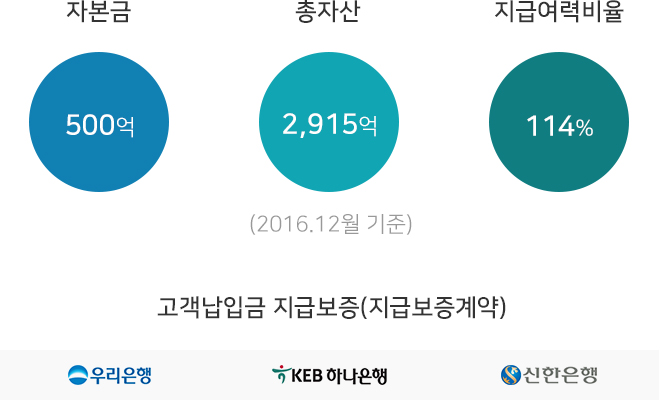 자본금 총자산 지급여력비율
500억 2,915억 114%
(2016.12월 기준)
고객납입금 지급보증(지급보증계약)
우리은행 KEB 하나은행 신한은행